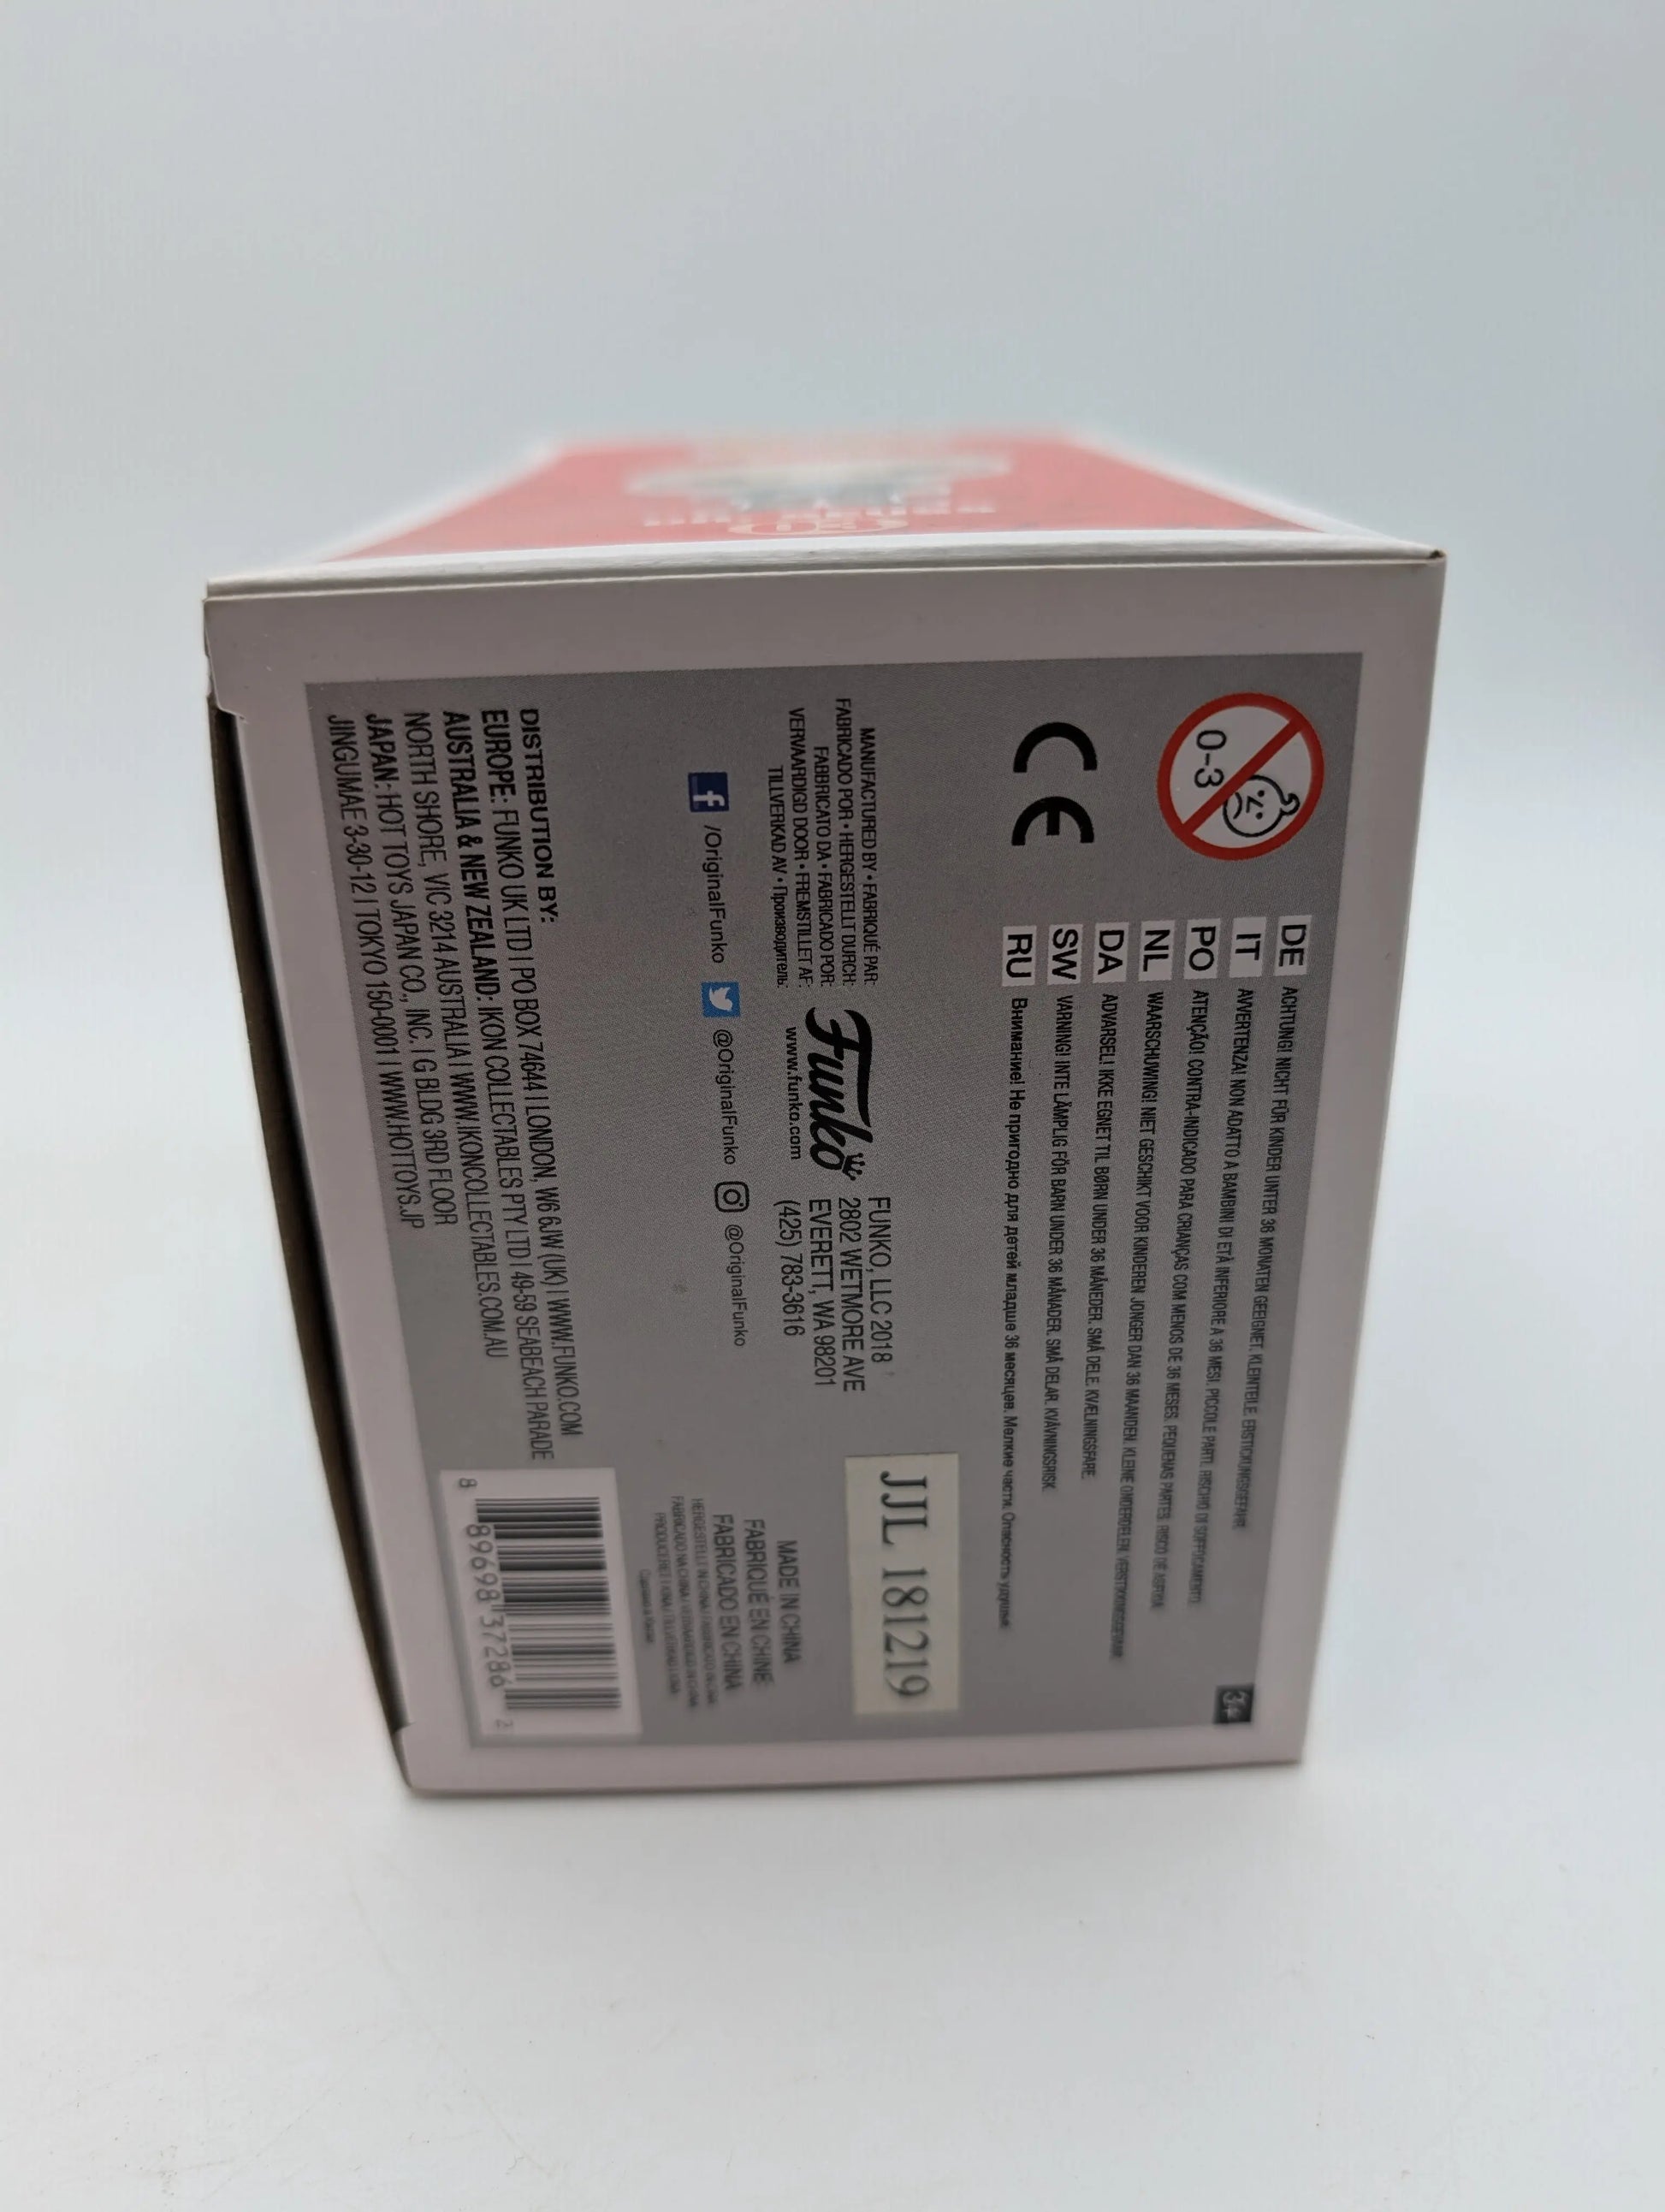 0-3
DE ACHTUNG! NICHT FÜR KINDER UNTER 36 MONATEN GEEIGNET. KLEINTEILE. ERSTICKUNGSGEFAHR.
IT AVVERTENZA! NON ADATTO A BAMBINI DI ETÀ INFERIORE A 36 MESI. PICCOLE PARTI. RISCHIO DI SOFFOCAMENTO.
PO ATENÇÃO! CONTRA-INDICADO PARA CRIANÇAS COM MENOS DE 36 MESES. PEQUENAS PARTES. RISCO DE ASFIXIA.
NL WAARSCHUWING! NIET GESCHIKT VOOR KINDEREN JONGER DAN 36 MAANDEN. KLEINE ONDERDELEN. VERSTIKKINGSGEVAAR.
DA ADVARSEL! IKKE EGNET TIL BØRN UNDER 36 MÅNEDER. SMÅ DELE. KVÆLNINGSFARE.
SW VARNING! INTE LÄMPLIG FÖR BARN UNDER 36 MÅNADER. SMÅ DELAR. KVÄVNINGSRISK.
RU Внимание! Не пригодно для детей младше 36 месяцев. Мелкие части. Опасность удушья!
CE
MANUFACTURED BY • FABRIQUÉ PAR:
FABRICADO POR • HERGESTELLT DURCH:
FABBRICATO DA • FABRICADO POR:
VERVAARDIGD DOOR • FREMSTILLET AF:
TILLVERKAD AV • Производитель:
Funko
www.funko.com
FUNKO, LLC 2018
2802 WETMORE AVE
EVERETT, WA 98201
(425) 783-3616
JJL 181219
/OriginalFunko @OriginalFunko @OriginalFunko
MADE IN CHINA
FABRIQUÉ EN CHINE
FABRICADO EN CHINA
DISTRIBUTION BY:
EUROPE: FUNKO UK LTD | PO BOX 74644 | LONDON, W6 6JW (UK) | WWW.FUNKO.COM
AUSTRALIA & NEW ZEALAND: IKON COLLECTABLES PTY LTD | 49-59 SEABEACH PARADE
NORTH SHORE, VIC 3214 AUSTRALIA | WWW.IKONCOLLECTABLES.COM.AU
JAPAN: HOT TOYS JAPAN CO., INC. | G BLDG 3RD FLOOR
JINGUMAE 3-30-12 | TOKYO 150-0001 | WWW.HOTTOYS.JP
8 89698 37286 2